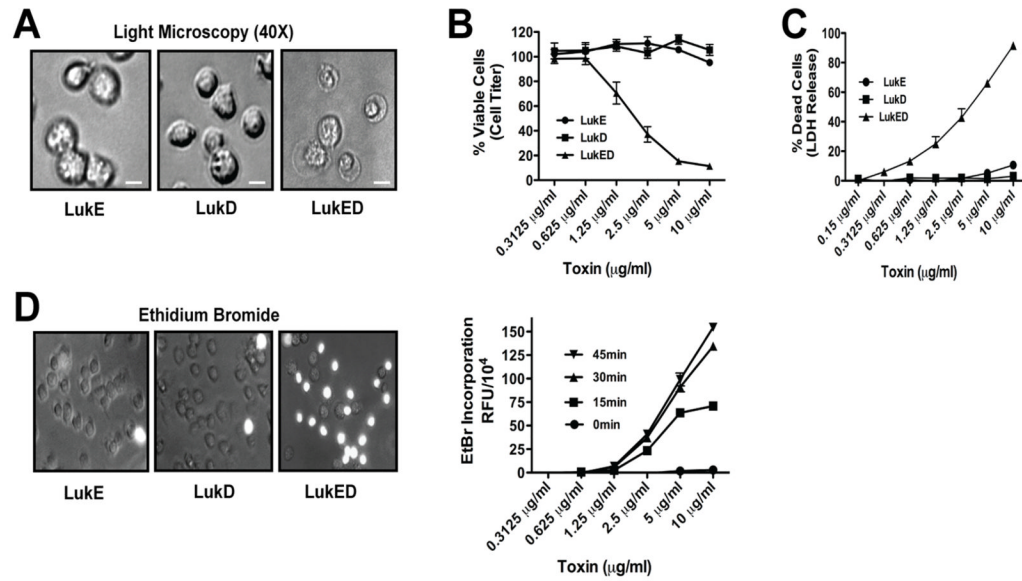 A
Light Microscopy (40X)
LukE
LukD
LukED
B
% Viable Cells
(Cell Titer)
120
100
80
60
40
20
0
LukE
LukD
LukED
0.3125 μg/ml
0.625 μg/ml
1.25 μg/ml
2.5 μg/ml
5 μg/ml
10 μg/ml
Toxin (μg/ml)
C
% Dead Cells
(LDH Release)
100
80
60
40
20
0
LukE
LukD
LukED
0.15 μg/ml
0.3125 μg/ml
0.625 μg/ml
1.25 μg/ml
2.5 μg/ml
5 μg/ml
10 μg/ml
Toxin (μg/ml)
D
Ethidium Bromide
LukE
LukD
LukED
EtBr Incorporation
RFU/10⁴
150
125
100
75
50
25
0
45min
30min
15min
0min
0.3125 μg/ml
0.625 μg/ml
1.25 μg/ml
2.5 μg/ml
5 μg/ml
10 μg/ml
Toxin (μg/ml)